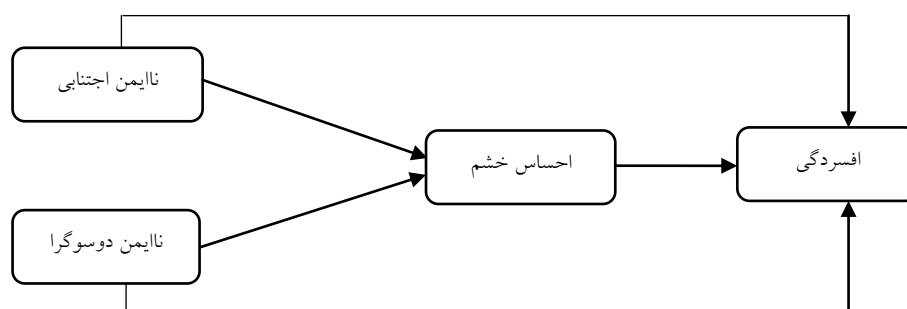 ناایمن اجتنابی
احساس خشم
افسردگی
ناایمن دوسوگرا